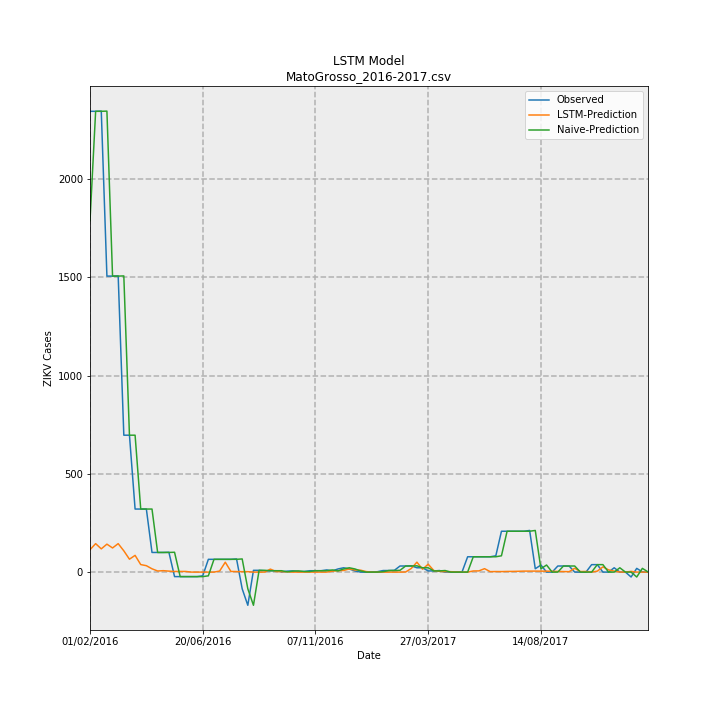 LSTM Model
MatoGrosso_2016-2017.csv
Observed
LSTM-Prediction
Naive-Prediction
2000
1500
1000
500
0
ZIKV Cases
01/02/2016 20/06/2016 07/11/2016 27/03/2017 14/08/2017
Date